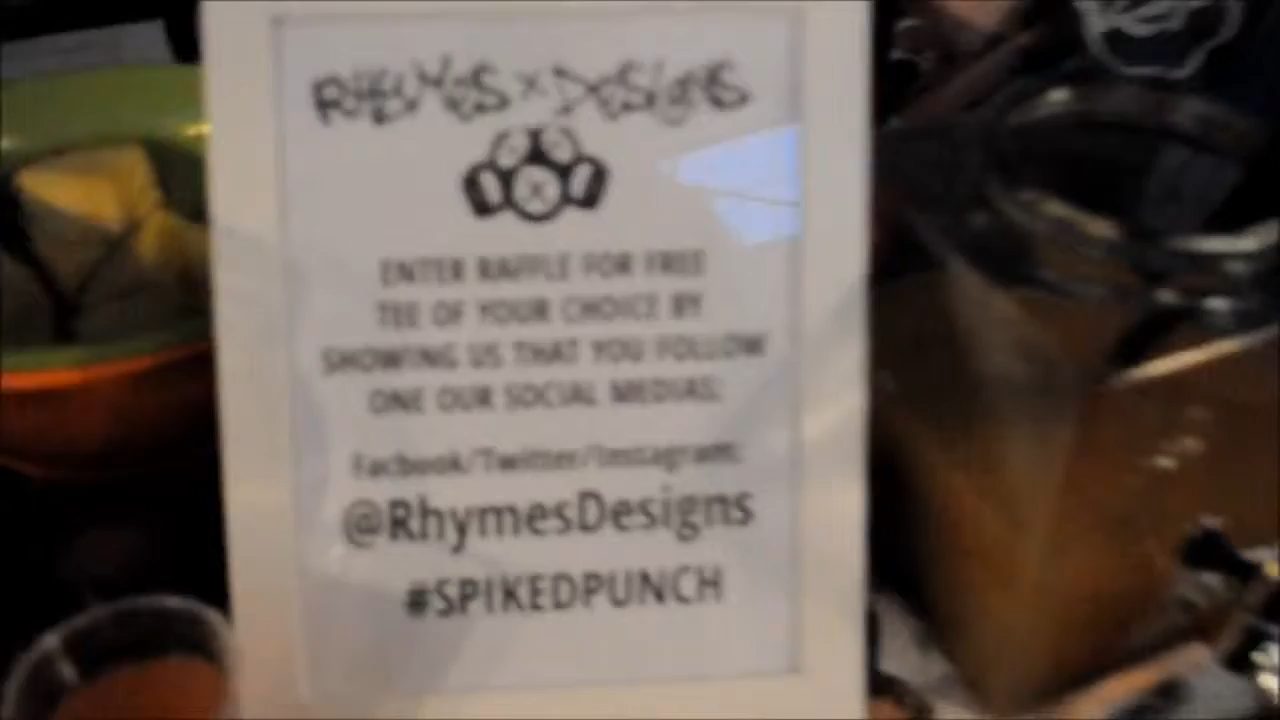 RHYMES x DESIGNS
ENTER RAFFLE FOR FREE
TEE OF YOUR CHOICE BY
SHOWING US THAT YOU FOLLOW
ONE OUR SOCIAL MEDIAS:
Facbook/Twitter/Instagram:
@RhymesDesigns
#SPIKEDPUNCH